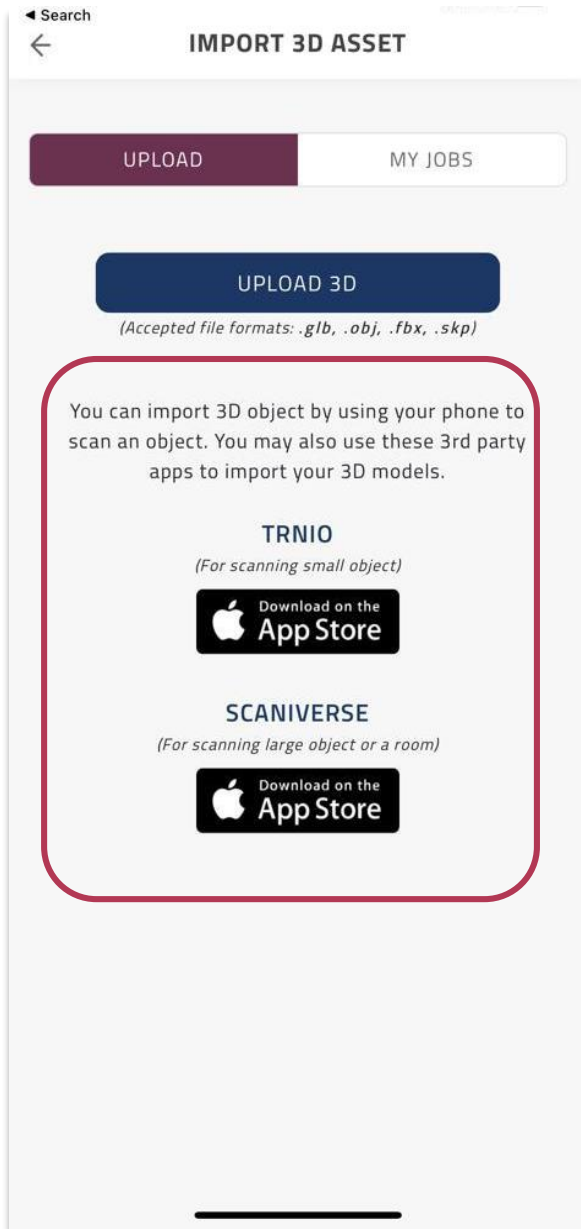 ◀ Search
IMPORT 3D ASSET
UPLOAD
MY JOBS
UPLOAD 3D
(Accepted file formats: .glb, .obj, .fbx, .skp)
You can import 3D object by using your phone to
scan an object. You may also use these 3rd party
apps to import your 3D models.
TRNIO
(For scanning small object)
Download on the
App Store
SCANIVERSE
(For scanning large object or a room)
Download on the
App Store